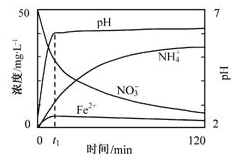 50
7
pH
NH₄⁺
浓度/mg·L⁻¹
pH
NO₃⁻
Fe²⁺
0
2
t₁
120
时间/min